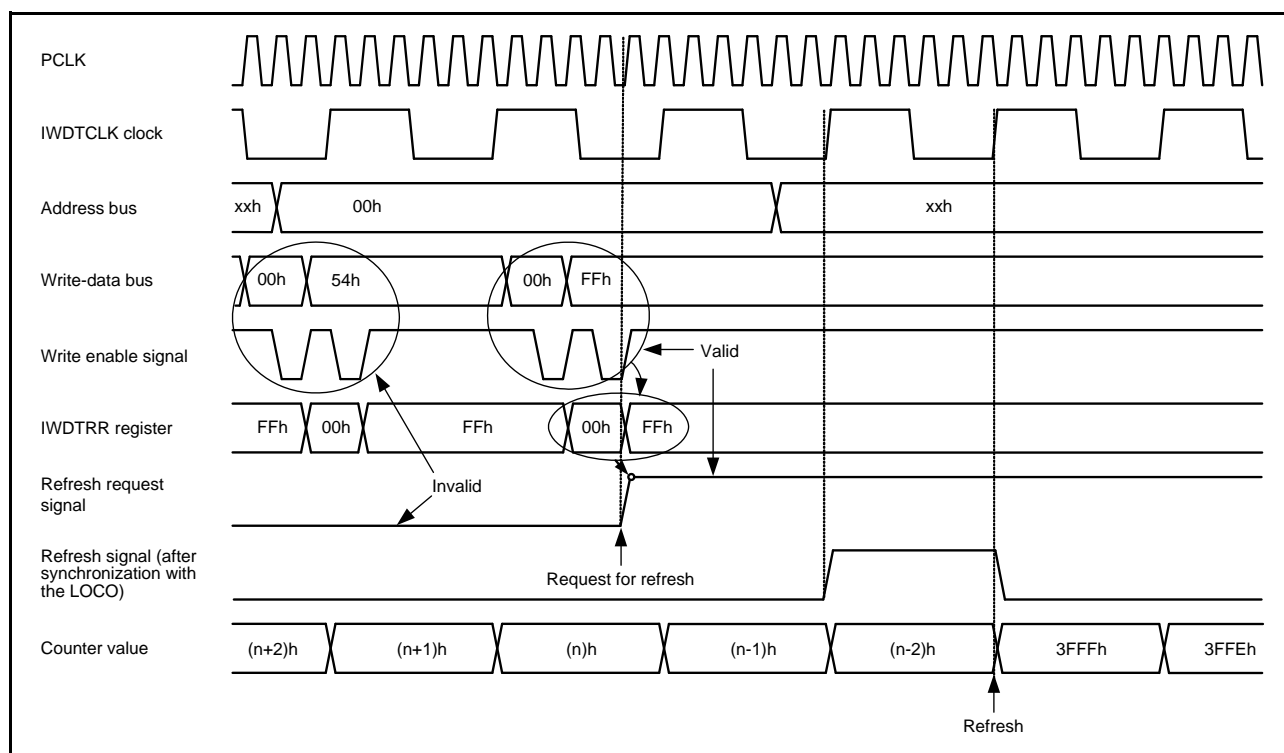 PCLK
IWDTCLK clock
Address bus
xxh
00h
xxh
Write-data bus
00h
54h
00h
FFh
Write enable signal
Valid
IWDTRR register
FFh
00h
FFh
00h
FFh
Refresh request
signal
Invalid
Refresh signal (after
synchronization with
the LOCO)
Request for refresh
Counter value
(n+2)h
(n+1)h
(n)h
(n-1)h
(n-2)h
3FFFh
3FFEh
Refresh